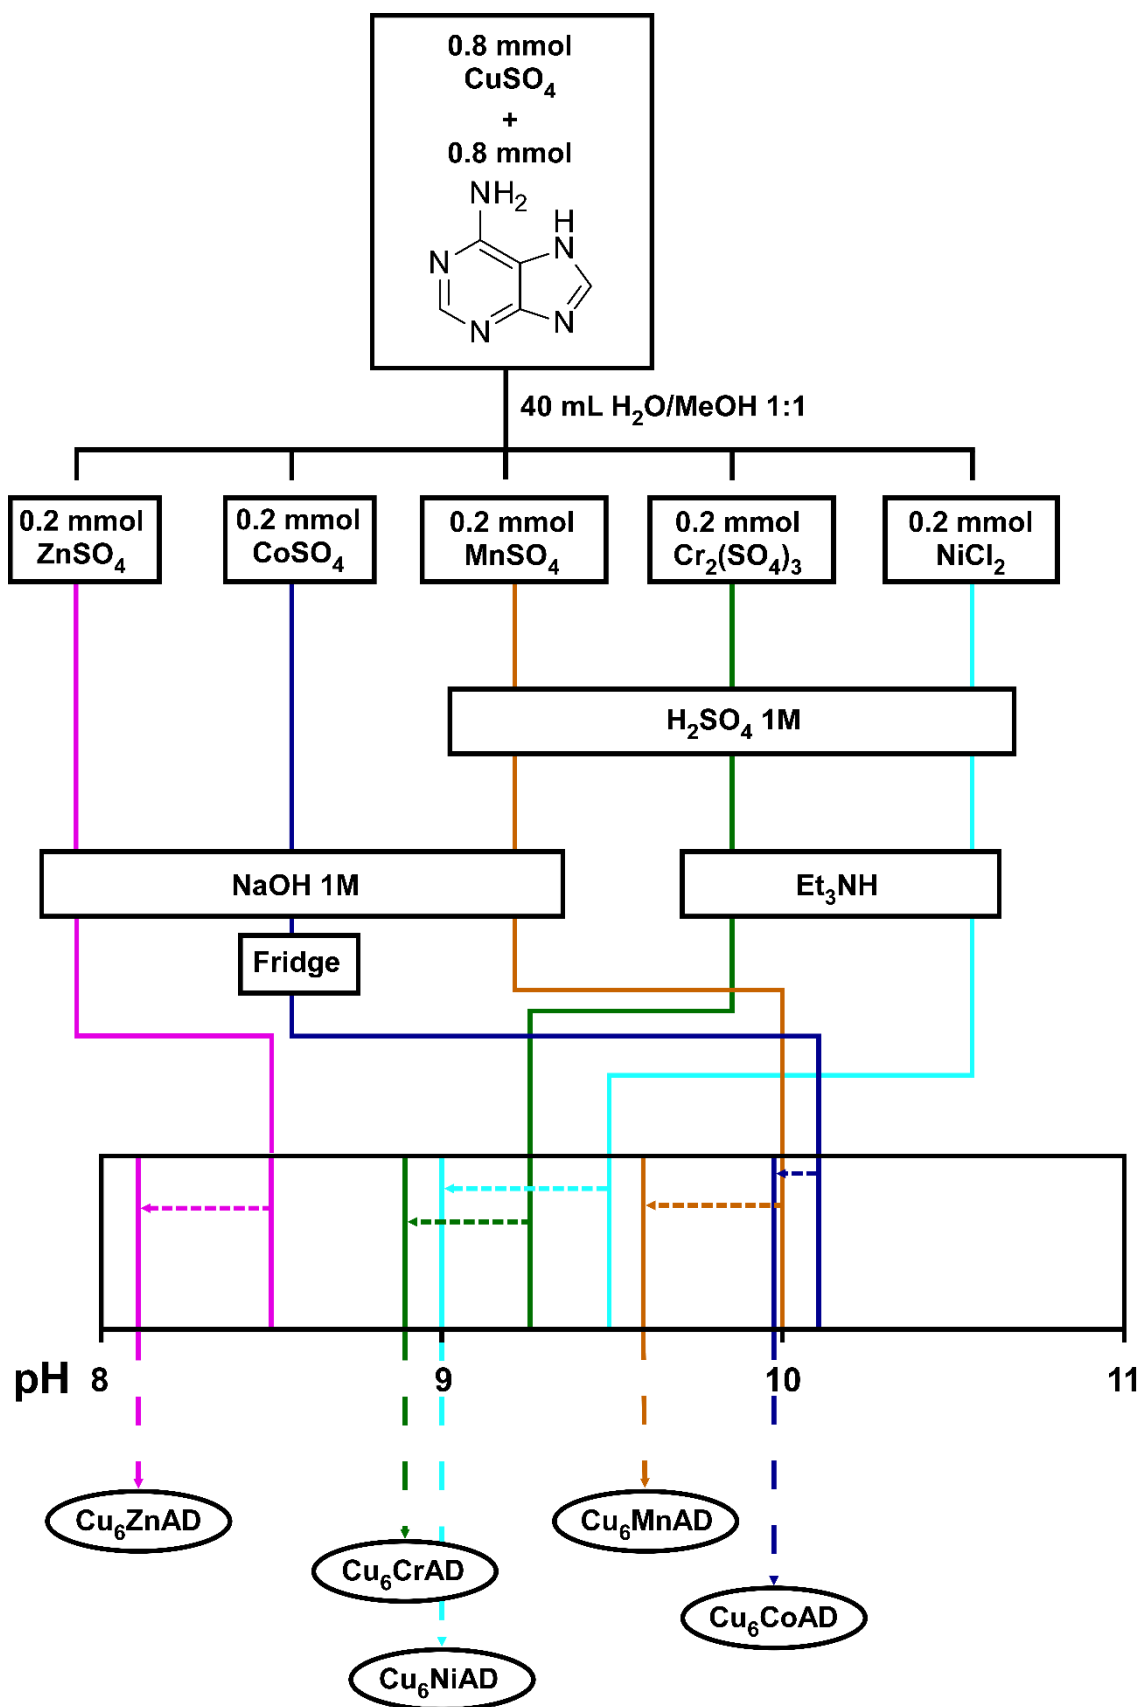 0.8 mmol
CuSO₄
+
0.8 mmol
NH₂
H
N
N
N
N
40 mL H₂O/MeOH 1:1
0.2 mmol
ZnSO₄
0.2 mmol
CoSO₄
0.2 mmol
MnSO₄
0.2 mmol
Cr₂(SO₄)₃
0.2 mmol
NiCl₂
H₂SO₄ 1M
NaOH 1M
Et₃NH
Fridge
pH 8 9 10 11
Cu₆ZnAD
Cu₆MnAD
Cu₆CrAD
Cu₆CoAD
Cu₆NiAD